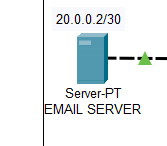 20.0.0.2/30
Server-PT
EMAIL SERVER